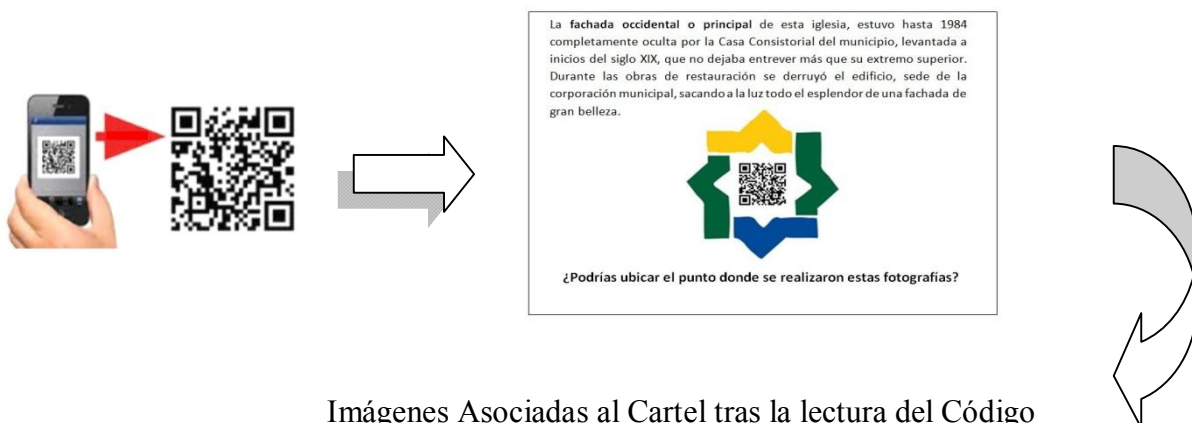 La fachada occidental o principal de esta iglesia, estuvo hasta 1984
completamente oculta por la Casa Consistorial del municipio, levantada a
inicios del siglo XIX, que no dejaba entrever más que su extremo superior.
Durante las obras de restauración se derruyó el edificio, sede de la
corporación municipal, sacando a la luz todo el esplendor de una fachada de
gran belleza.
¿Podrías ubicar el punto donde se realizaron estas fotografías?
Imágenes Asociadas al Cartel tras la lectura del Código